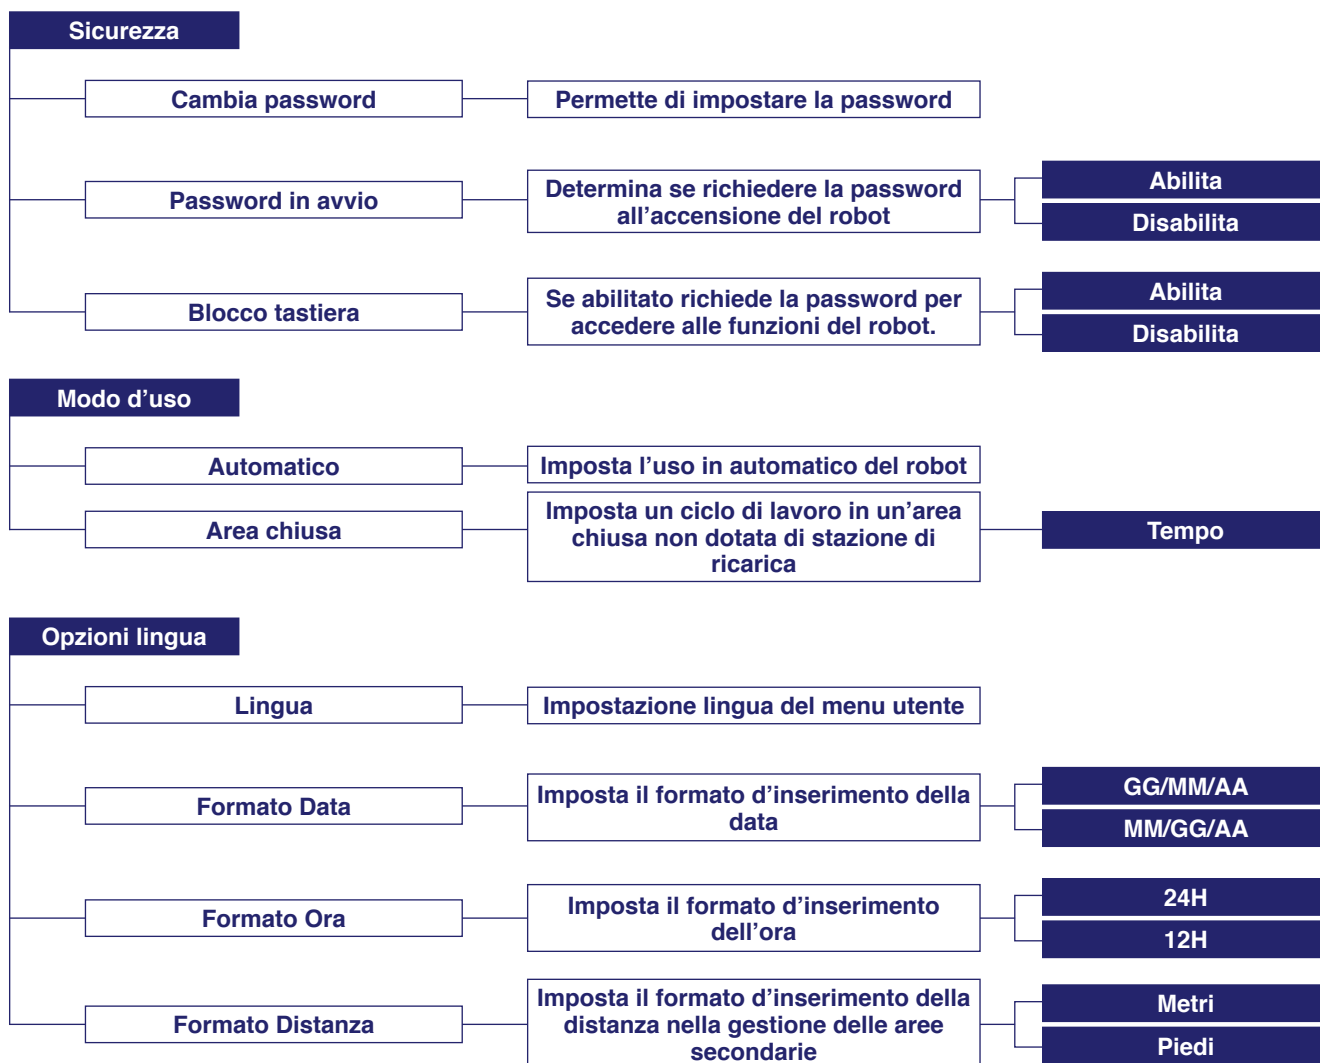 Sicurezza
Cambia password
Permette di impostare la password
Password in avvio
Determina se richiedere la password
all'accensione del robot
Abilita
Disabilita
Blocco tastiera
Se abilitato richiede la password per
accedere alle funzioni del robot.
Abilita
Disabilita
Modo d’uso
Automatico
Imposta l’uso in automatico del robot
Area chiusa
Imposta un ciclo di lavoro in un’area
chiusa non dotata di stazione di
ricarica
Tempo
Opzioni lingua
Lingua
Impostazione lingua del menu utente
Formato Data
Imposta il formato d’inserimento della
data
GG/MM/AA
MM/GG/AA
Formato Ora
Imposta il formato d’inserimento
dell’ora
24H
12H
Formato Distanza
Imposta il formato d’inserimento della
distanza nella gestione delle aree
secondarie
Metri
Piedi